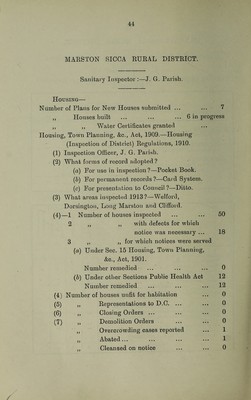 44
MARSTON SICCA RURAL DISTRICT.
Sanitary Inspector :—J. G. Parish.
HOUSING—
Number of Plans for New Houses submitted ... ... 7
„ Houses built ... ... ... 6 in progress
„ „ Water Certificates granted ...
Housing, Town Planning, &c., Act, 1909.—Housing
(Inspection of District) Regulations, 1910.
(1) Inspection Officer, J. G. Parish.
(2) What forms of record adopted?
(a) For use in inspection?—Pocket Book.
(b) For permanent records?—Card System.
(c) For presentation to Council?—Ditto.
(3) What areas inspected 1913?—Welford,
Dorsington, Long Marston and Clifford.
(4)—1 Number of houses inspected ... ... 50
2 „ „ with defects for which
notice was necessary ... 18
3 „ „ for which notices were served
(a) Under Sec. 15 Housing, Town Planning,
&c., Act, 1901.
Number remedied ... ... 0
(b) Under other Sections Public Health Act 12
Number remedied ... ... 12
(4) Number of houses unfit for habitation ... 0
(5) „ Representations to D.C. ... ... 0
(6) „ Closing Orders ... ... ... 0
(7) „ Demolition Orders ... ... 0
„ Overcrowding cases reported ... 1
„ Abated ... ... ... ... 1
„ Cleansed on notice ... ... 0